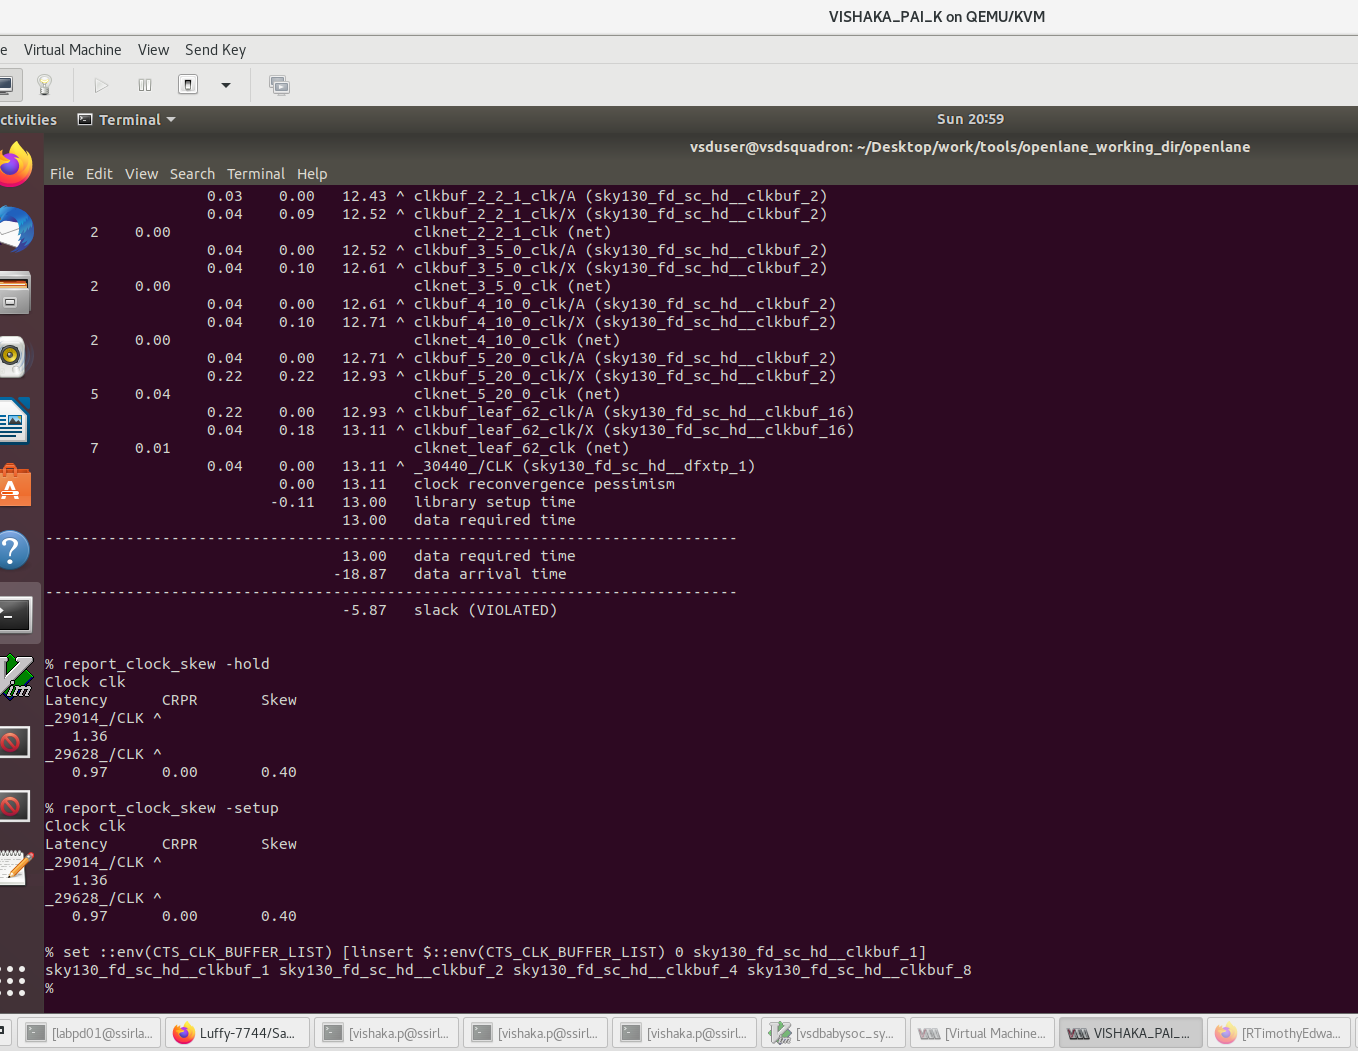 VISHAKA_PAI_K on QEMU/KVM
e Virtual Machine View Send Key
ctivities Terminal Sun 20:59
vsduser@vsdsquadron: ~/Desktop/work/tools/openlane_working_dir/openlane
File Edit View Search Terminal Help
0.03 0.00 12.43 ^ clkbuf_2_2_1_clk/A (sky130_fd_sc_hd__clkbuf_2)
0.04 0.09 12.52 ^ clkbuf_2_2_1_clk/X (sky130_fd_sc_hd__clkbuf_2)
2 0.00 clknet_2_2_1_clk (net)
0.04 0.00 12.52 ^ clkbuf_3_5_0_clk/A (sky130_fd_sc_hd__clkbuf_2)
0.04 0.10 12.61 ^ clkbuf_3_5_0_clk/X (sky130_fd_sc_hd__clkbuf_2)
2 0.00 clknet_3_5_0_clk (net)
0.04 0.00 12.61 ^ clkbuf_4_10_0_clk/A (sky130_fd_sc_hd__clkbuf_2)
0.04 0.10 12.71 ^ clkbuf_4_10_0_clk/X (sky130_fd_sc_hd__clkbuf_2)
2 0.00 clknet_4_10_0_clk (net)
0.04 0.00 12.71 ^ clkbuf_5_20_0_clk/A (sky130_fd_sc_hd__clkbuf_2)
0.22 0.22 12.93 ^ clkbuf_5_20_0_clk/X (sky130_fd_sc_hd__clkbuf_2)
5 0.04 clknet_5_20_0_clk (net)
0.22 0.00 12.93 ^ clkbuf_leaf_62_clk/A (sky130_fd_sc_hd__clkbuf_16)
0.04 0.18 13.11 ^ clkbuf_leaf_62_clk/X (sky130_fd_sc_hd__clkbuf_16)
7 0.01 clknet_leaf_62_clk (net)
0.04 0.00 13.11 ^ _30440_/CLK (sky130_fd_sc_hd__dfxtp_1)
0.00 13.11 clock reconvergence pessimism
-0.11 13.00 library setup time
13.00 data required time
-----------------------------------------------------------------------------
13.00 data required time
-18.87 data arrival time
-----------------------------------------------------------------------------
-5.87 slack (VIOLATED)
% report_clock_skew -hold
Clock clk
Latency CRPR Skew
_29014_/CLK ^
1.36
_29628_/CLK ^
0.97 0.00 0.40
% report_clock_skew -setup
Clock clk
Latency CRPR Skew
_29014_/CLK ^
1.36
_29628_/CLK ^
0.97 0.00 0.40
% set ::env(CTS_CLK_BUFFER_LIST) [linsert $::env(CTS_CLK_BUFFER_LIST) 0 sky130_fd_sc_hd__clkbuf_1]
sky130_fd_sc_hd__clkbuf_1 sky130_fd_sc_hd__clkbuf_2 sky130_fd_sc_hd__clkbuf_4 sky130_fd_sc_hd__clkbuf_8
%
[labpd01@ssirla... Luffy-7744/Sa... [vishaka.p@ssirl... [vishaka.p@ssirl... [vishaka.p@ssirl... [vsdbabysoc_sy... [Virtual Machine... VISHAKA_PAI_... [RTimothyEdwa...